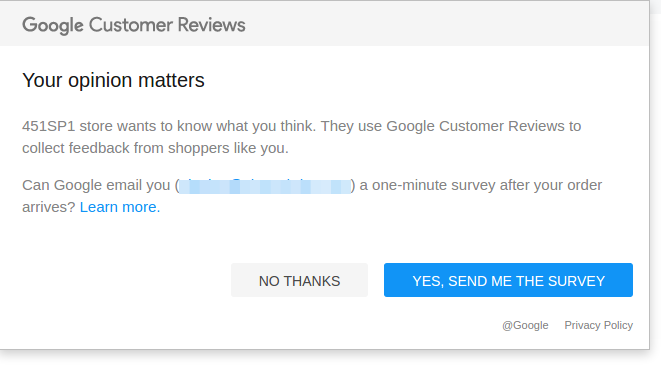 Google Customer Reviews
Your opinion matters
451SP1 store wants to know what you think. They use Google Customer Reviews to
collect feedback from shoppers like you.
Can Google email you () a one-minute survey after your order
arrives? Learn more.
NO THANKS
YES, SEND ME THE SURVEY
@Google Privacy Policy